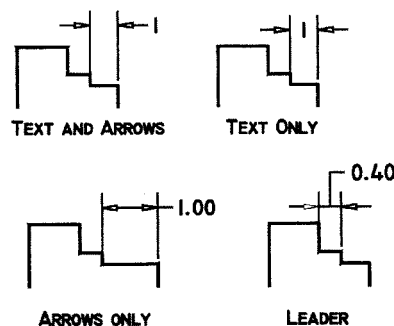 1
1
TEXT AND ARROWS
TEXT ONLY
1.00
0.40
ARROWS ONLY
LEADER